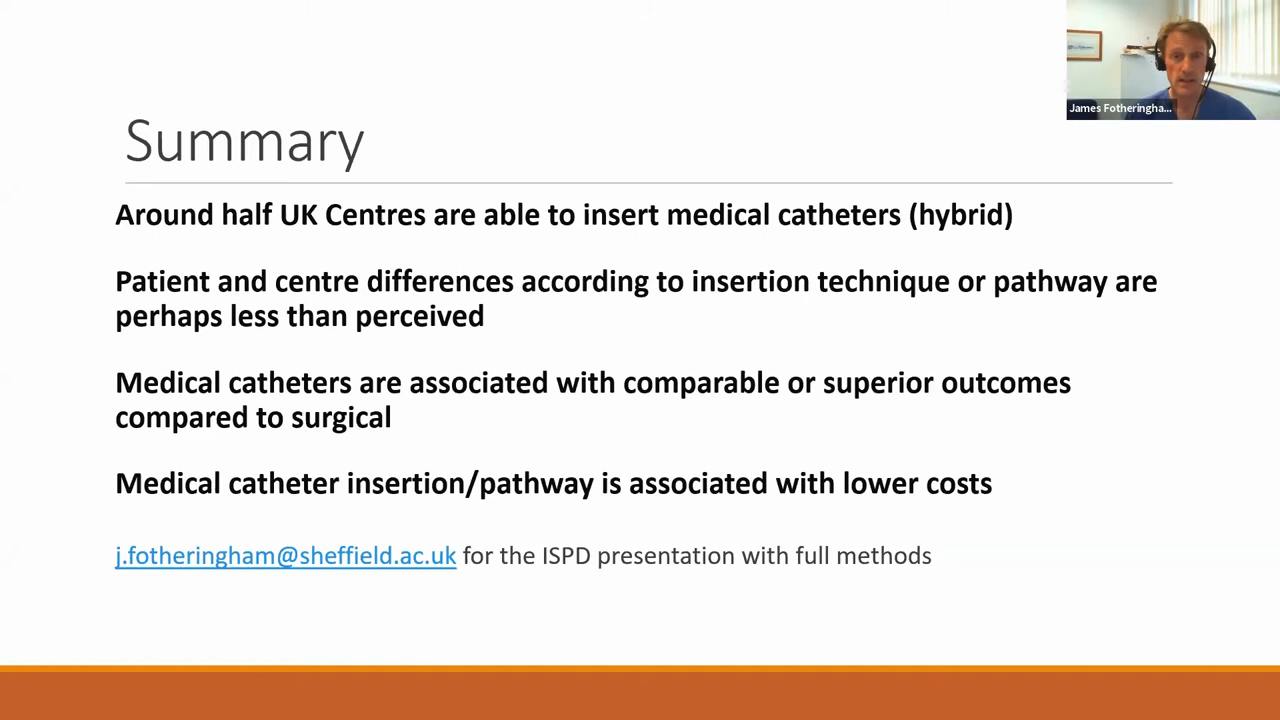 James Fotheringha...
Summary
Around half UK Centres are able to insert medical catheters (hybrid)
Patient and centre differences according to insertion technique or pathway are
perhaps less than perceived
Medical catheters are associated with comparable or superior outcomes
compared to surgical
Medical catheter insertion/pathway is associated with lower costs
j.fotheringham@sheffield.ac.uk for the ISPD presentation with full methods